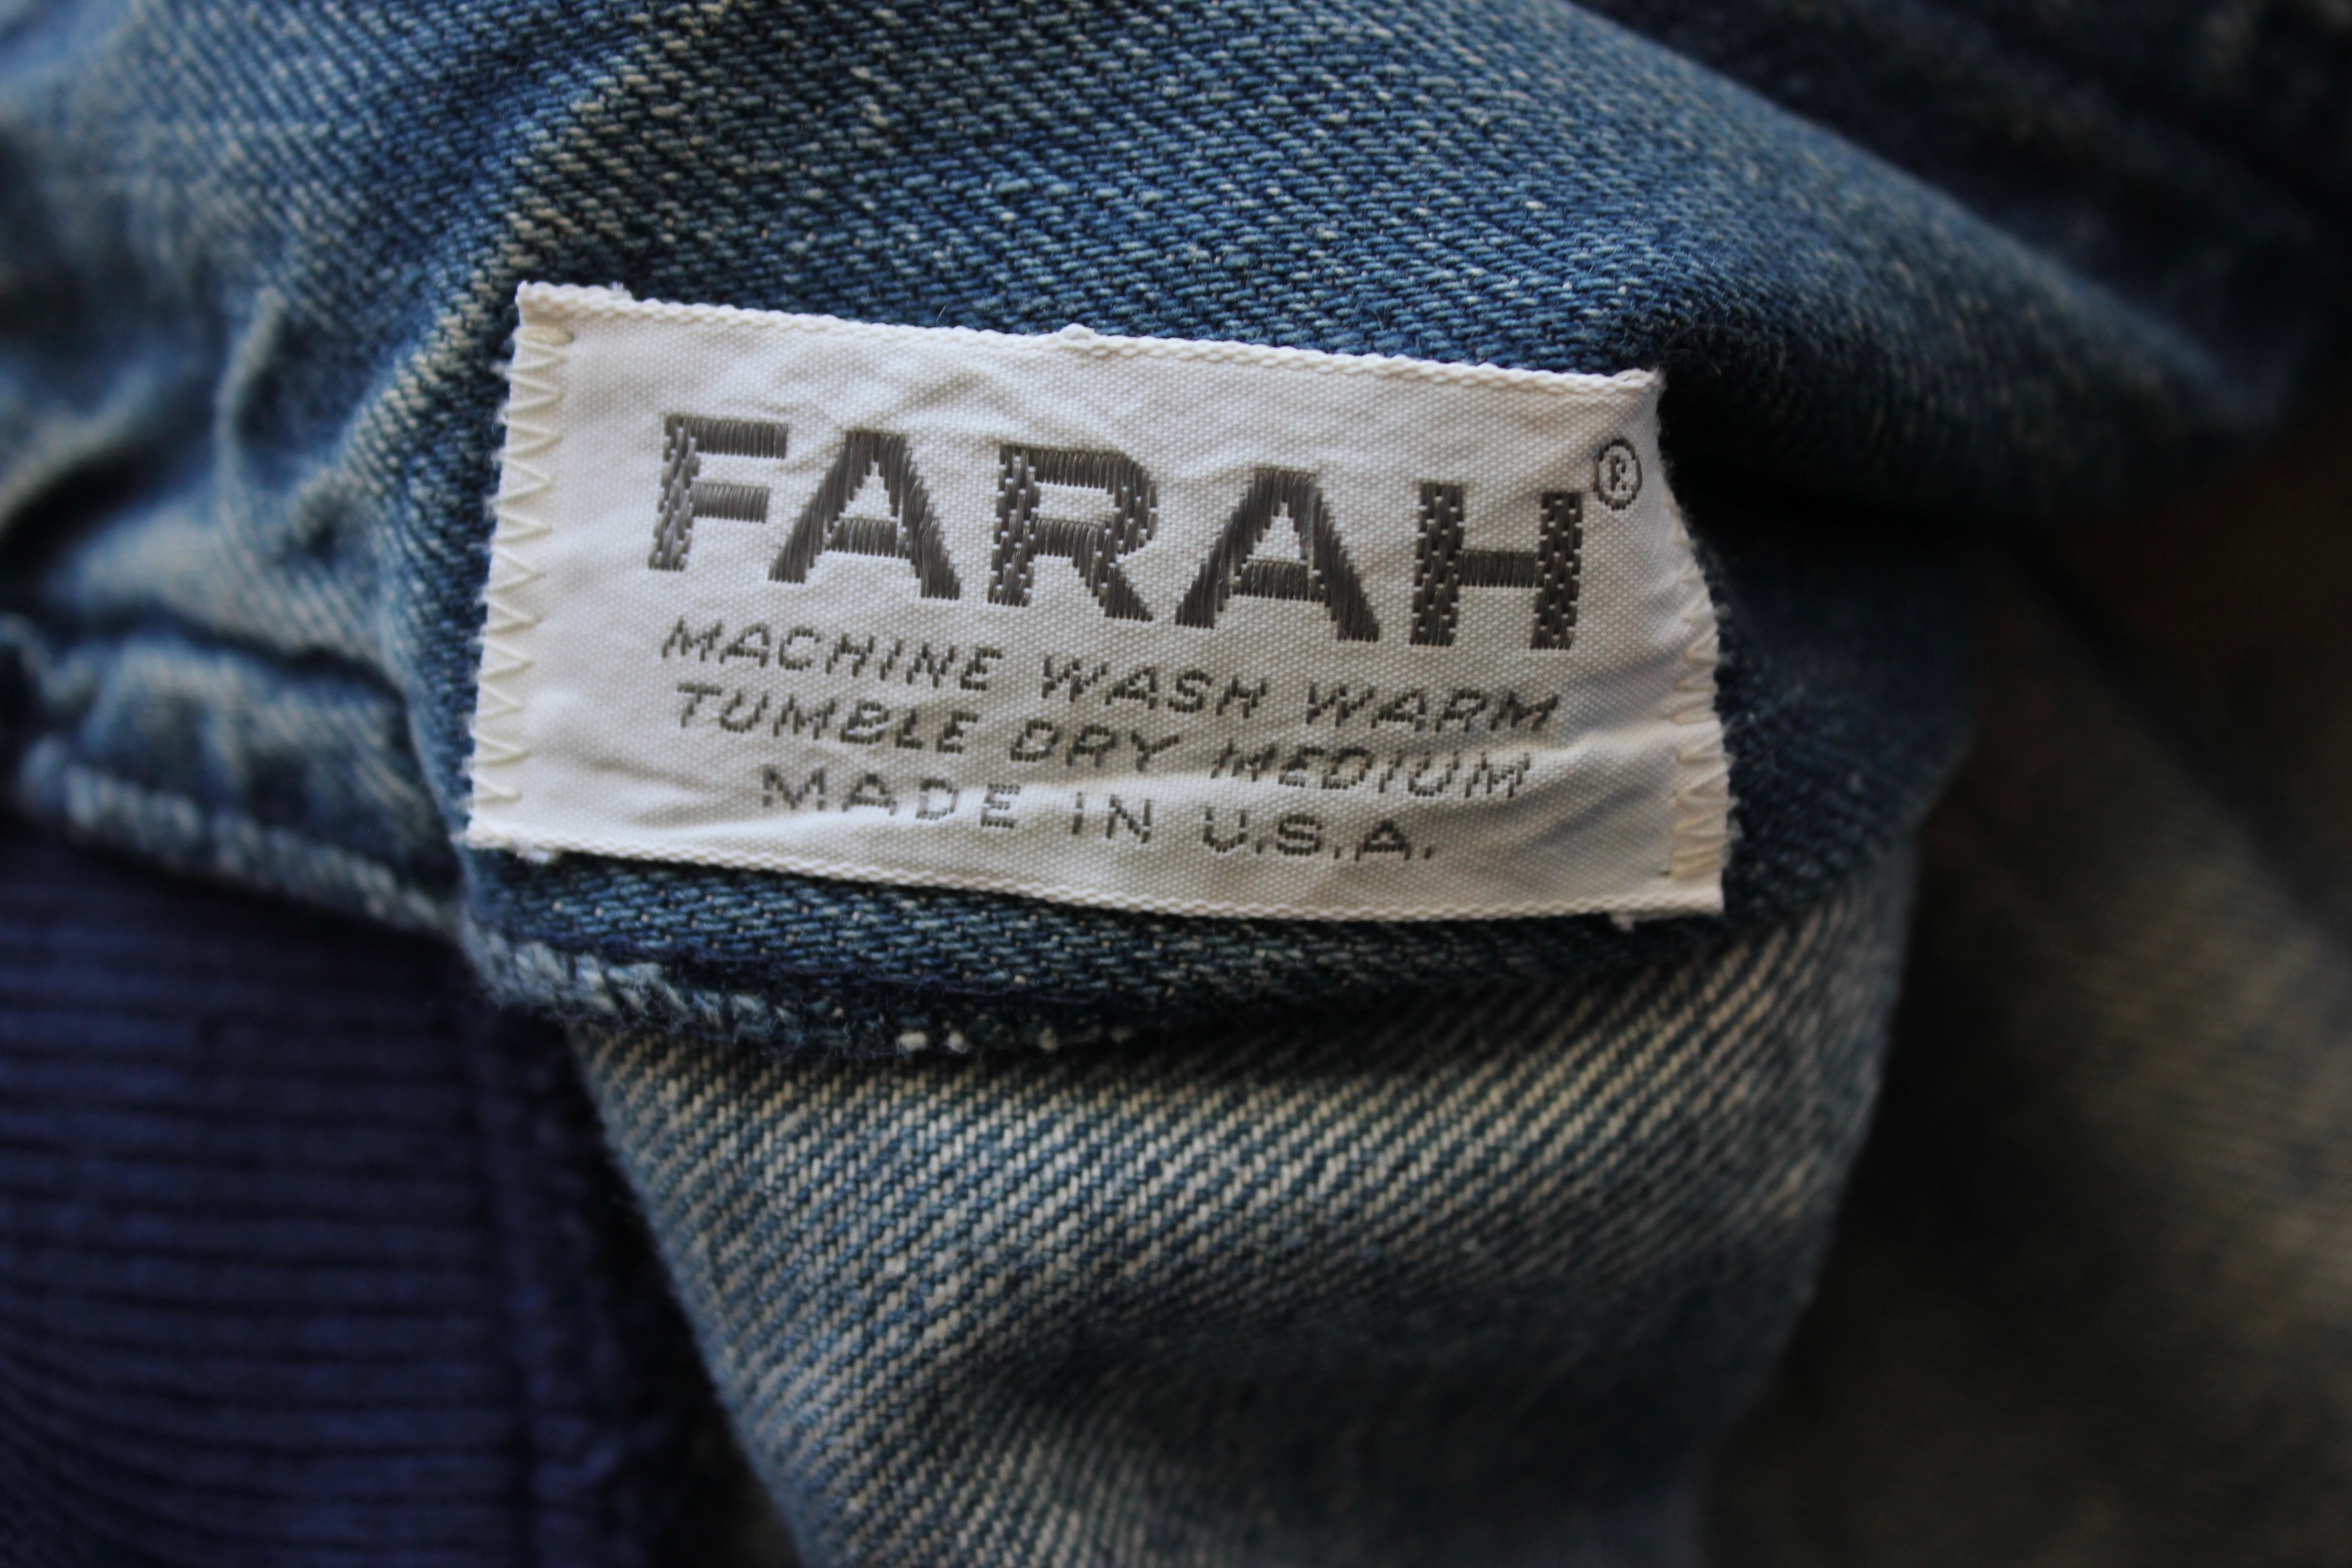 FARAH®
MACHINE WASH WARM
TUMBLE DRY MEDIUM
MADE IN U.S.A.